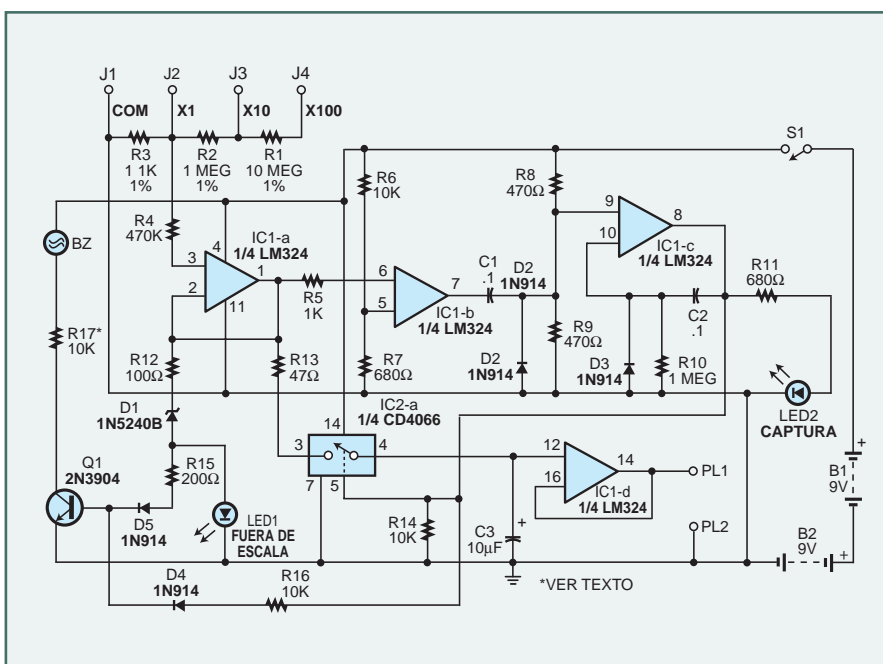 J1
J2
J3
J4
COM
X1
X10
X100
R3
1 1K
1%
R2
1 MEG
1%
R1
10 MEG
1%
S1
R6
10K
R8
470Ω
R4
470K
IC1-a
1/4 LM324
4
3
2
1
11
BZ
9
10
8
IC1-c
1/4 LM324
C1
.1
D2
1N914
R5
1K
6
5
7
IC1-b
1/4 LM324
R11
680Ω
C2
.1
R17*
10K
R12
100Ω
R13
47Ω
R7
680Ω
D2
1N914
R9
470Ω
D3
1N914
R10
1 MEG
IC2-a
1/4 CD4066
LED2
CAPTURA
D1
1N5240B
14
3
4
7
5
12
16
14
IC1-d
1/4 LM324
PL1
PL2
B1
9V
+
Q1
2N3904
R15
200Ω
D5
1N914
LED1
FUERA DE
ESCALA
R14
10K
C3
10µF
+
B2
9V
+
D4
1N914
R16
10K
*VER TEXTO